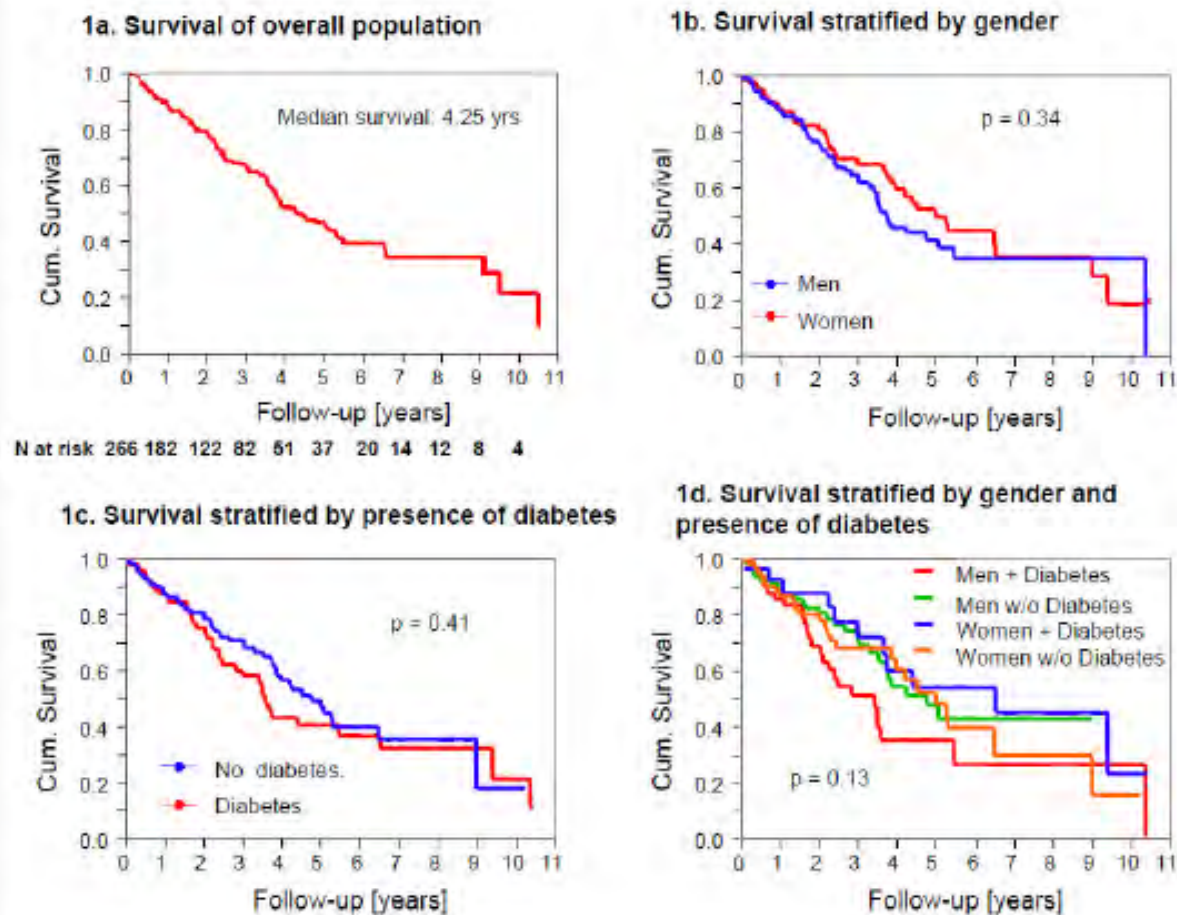 1a. Survival of overall population
1.0
0.8
0.6
0.4
0.2
0.0
Cum. Survival
Median survival: 4.25 yrs
0 1 2 3 4 5 6 7 8 9 10 11
Follow-up [years]
N at risk 266 182 122 82 51 37 20 14 12 8 4
1b. Survival stratified by gender
1.0
0.8
0.6
0.4
0.2
0.0
Cum. Survival
p = 0.34
Men
Women
0 1 2 3 4 5 6 7 8 9 10 11
Follow-up [years]
1c. Survival stratified by presence of diabetes
1.0
0.8
0.6
0.4
0.2
0.0
Cum. Survival
p = 0.41
No diabetes.
Diabetes
0 1 2 3 4 5 6 7 8 9 10 11
Follow-up [years]
1d. Survival stratified by gender and
presence of diabetes
1.0
0.8
0.6
0.4
0.2
0.0
Cum. Survival
Men + Diabetes
Men w/o Diabetes
Women + Diabetes
Women w/o Diabetes
p = 0.13
0 1 2 3 4 5 6 7 8 9 10 11
Follow-up [years]